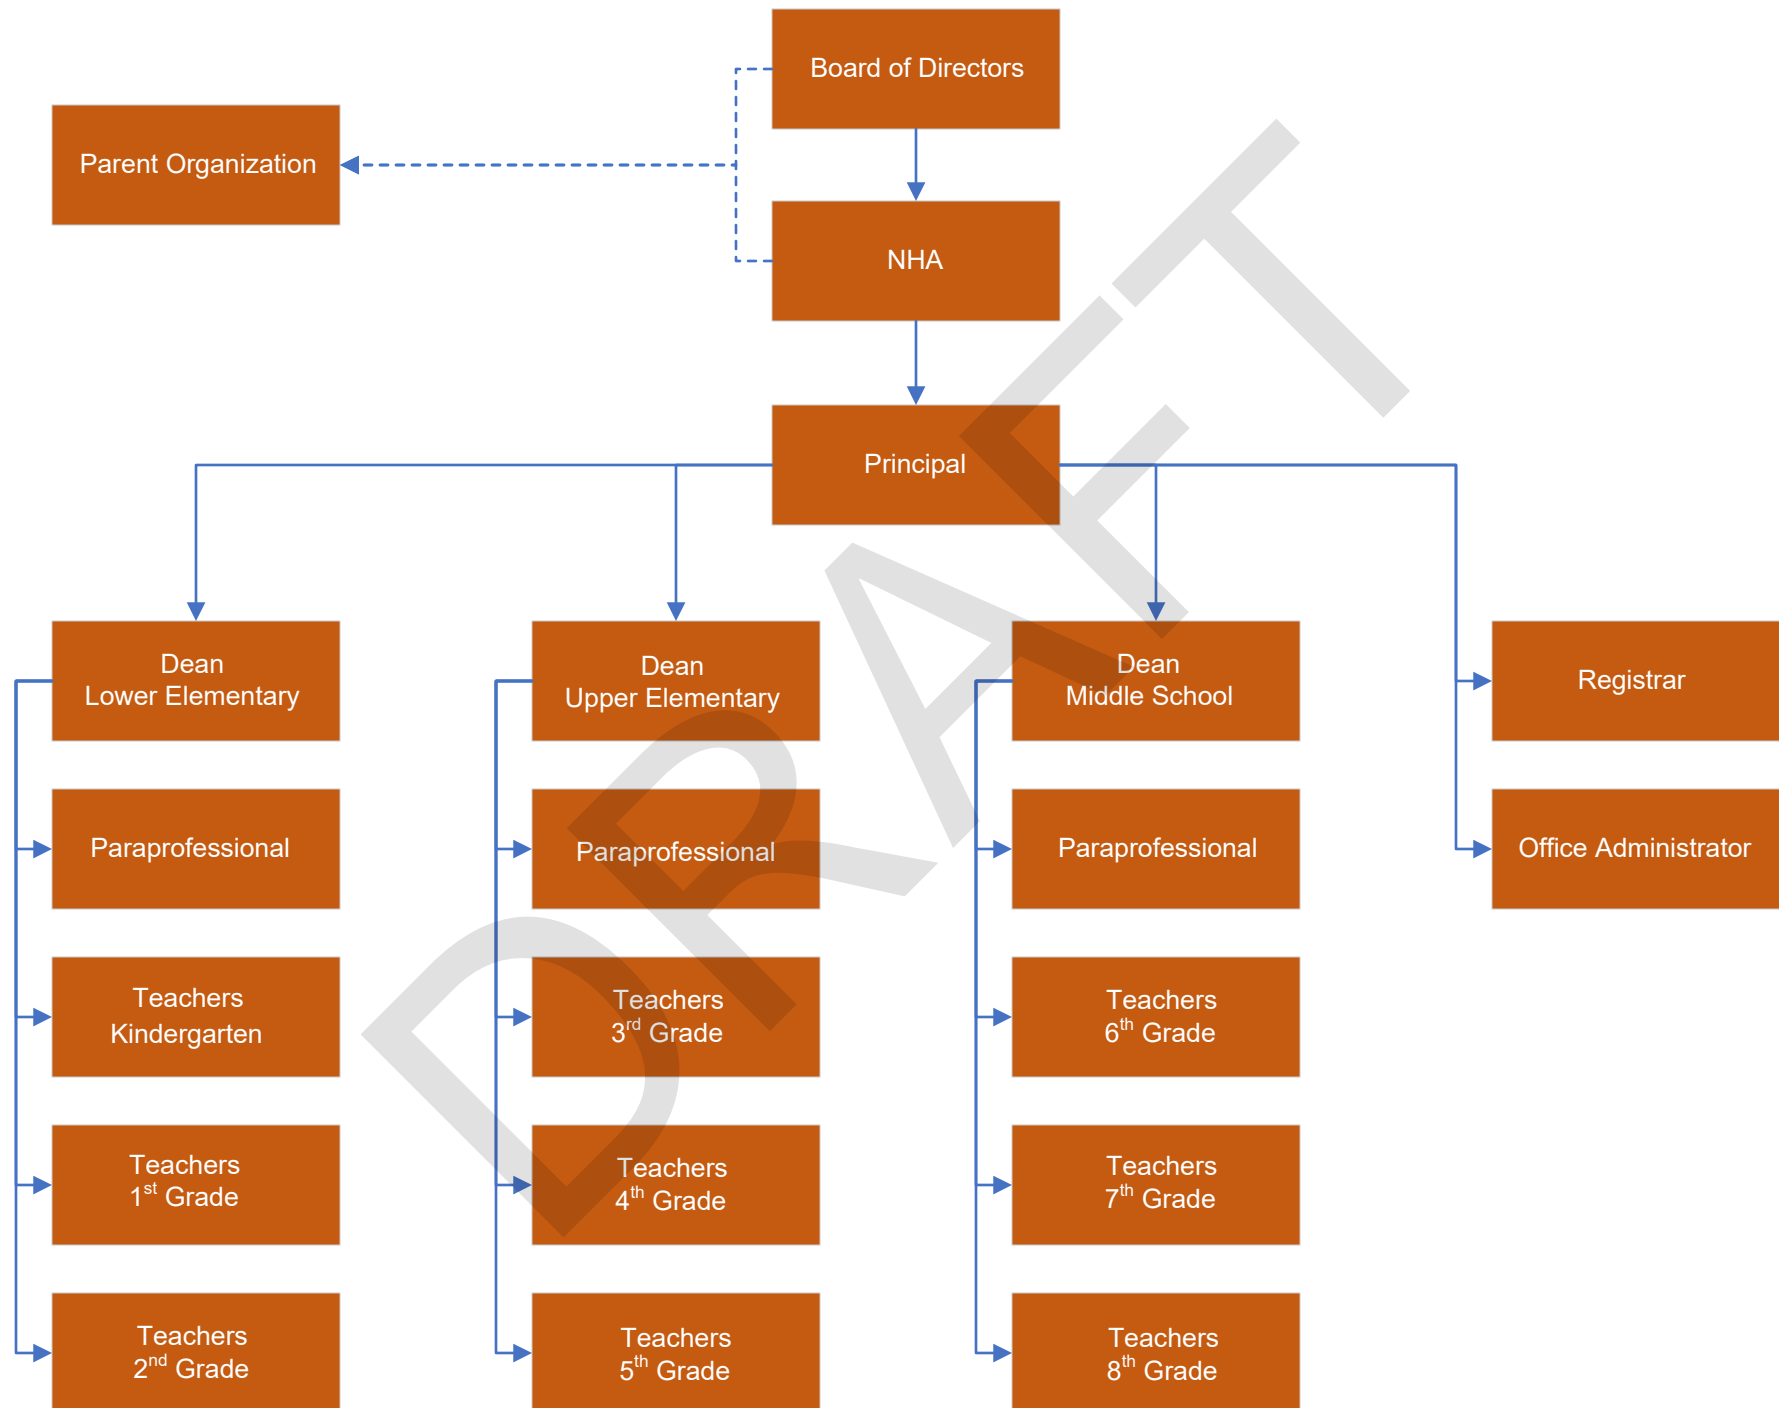 Board of Directors
Parent Organization
NHA
Principal
Dean
Lower Elementary
Dean
Upper Elementary
Dean
Middle School
Registrar
Paraprofessional
Paraprofessional
Paraprofessional
Office Administrator
Teachers
Kindergarten
Teachers
3rd Grade
Teachers
6th Grade
Teachers
1st Grade
Teachers
4th Grade
Teachers
7th Grade
Teachers
2nd Grade
Teachers
5th Grade
Teachers
8th Grade
DRAFT